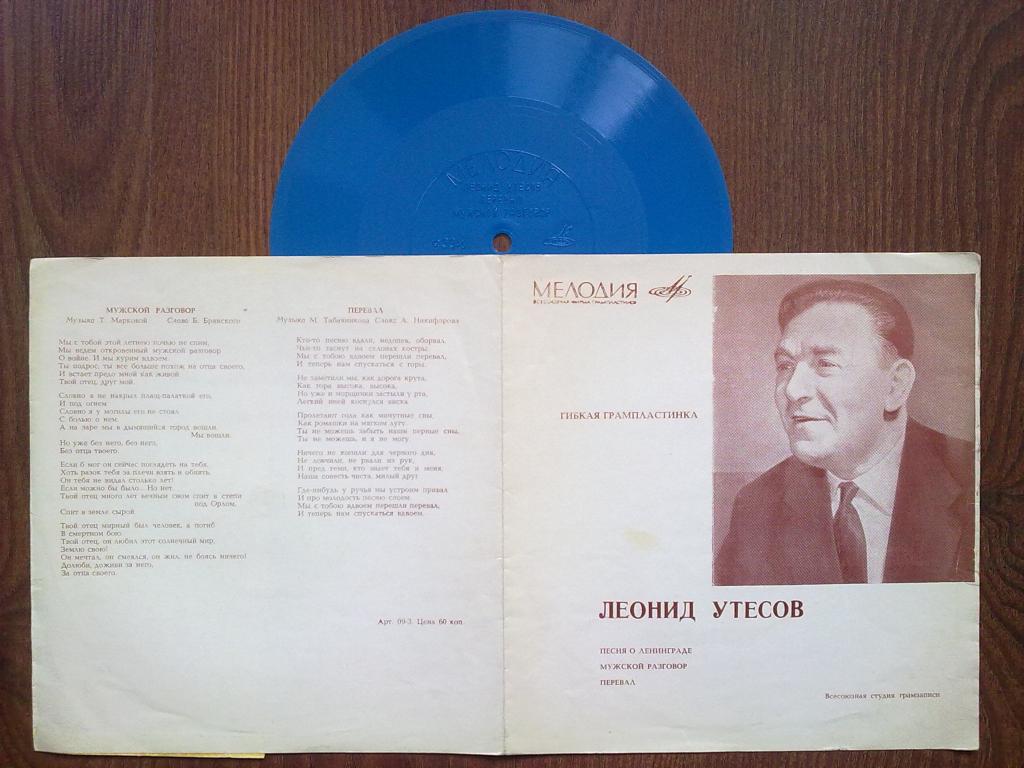 МЕЛОДИЯ
ПЕРЕВАЛ
МУЖСКОЙ РАЗГОВОР
МУЖСКОЙ РАЗГОВОР
Музыка Т. Марковой Слова Б. Брянского
Мы с тобой этой летнею ночью не спим,
Мы ведем откровенный мужской разговор
О войне. И мы курим вдвоем.
Ты подрос, ты все больше похож на отца своего,
И встает предо мной как живой
Твой отец, друг мой.
Словно я не накрыл плащ-палаткой его,
И под огнем
Словно я у могилы его не стоял
С болью о нем.
А на заре мы в дымящийся город вошли.
Мы вошли.
Но уже без него, без него,
Без отца твоего.
Если б мог он сейчас поглядеть на тебя,
Хоть разок тебя за плечи взять и обнять.
Он тебя не видал столько лет!
Если можно бы было... Но нет.
Твой отец много лет вечным сном спит в степи
под Орлом,
Спит в земле сырой.
Твой отец мирный был человек, а погиб
В смертном бою.
Твой отец, он любил этот солнечный мир,
Землю свою!
Он мечтал, он смеялся, он жил, не боясь ничего!
Долюби, доживи за него,
За отца своего.
ПЕРЕВАЛ
Музыка М. Табачникова Слова А. Никифорова
Кто-то песню вдали, недопев, оборвал.
Чьи-то гаснут на склонах костры.
Мы с тобою вдвоем перешли перевал,
И теперь нам спускаться с горы.
Не заметили мы, как дорога крута,
Как гора высока, высока,
Но уже и морщинки застыли у рта,
Легкий иней коснулся виска.
Пролетают года как минутные сны,
Как ромашки на мягком лугу.
Ты не можешь забыть наши первые сны,
Ты не можешь, и я не могу.
Ничего не копили для черного дня,
Не ловчили, не рвали из рук,
И пред теми, кто знает тебя и меня,
Наша совесть чиста, милый друг.
Где-нибудь у ручья мы устроим привал
И про молодость песню споем.
Мы с тобою вдвоем перешли перевал,
И теперь нам спускаться вдвоем.
Арт. 09-3. Цена 60 коп.
МЕЛОДИЯ
ВСЕСОЮЗНАЯ ФИРМА ГРАМПЛАСТИНОК
ГИБКАЯ ГРАМПЛАСТИНКА
ЛЕОНИД УТЕСОВ
ПЕСНЯ О ЛЕНИНГРАДЕ
МУЖСКОЙ РАЗГОВОР
ПЕРЕВАЛ
Всесоюзная студия грамзаписи